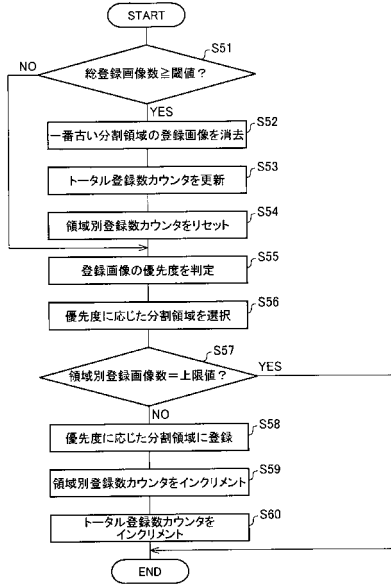 START
S51
NO
総登録画像数≧閾値？
YES
S52
一番古い分割領域の登録画像を消去
S53
トータル登録数カウンタを更新
S54
領域別登録数カウンタをリセット
S55
登録画像の優先度を判定
S56
優先度に応じた分割領域を選択
S57
領域別登録画像数＝上限値？
YES
NO
S58
優先度に応じた分割領域に登録
S59
領域別登録数カウンタをインクリメント
S60
トータル登録数カウンタを
インクリメント
END